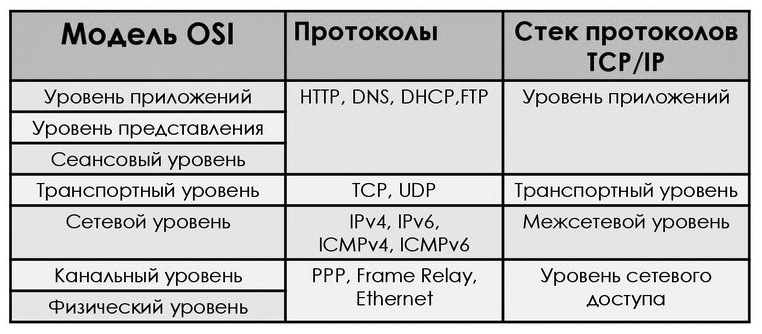 Модель OSI
Протоколы
Стек протоколов
TCP/IP
Уровень приложений
HTTP, DNS, DHCP,FTP
Уровень приложений
Уровень представления
Сеансовый уровень
Транспортный уровень
TCP, UDP
Транспортный уровень
Сетевой уровень
IPv4, IPv6,
ICMPv4, ICMPv6
Межсетевой уровень
Канальный уровень
PPP, Frame Relay,
Ethernet
Уровень сетевого
доступа
Физический уровень